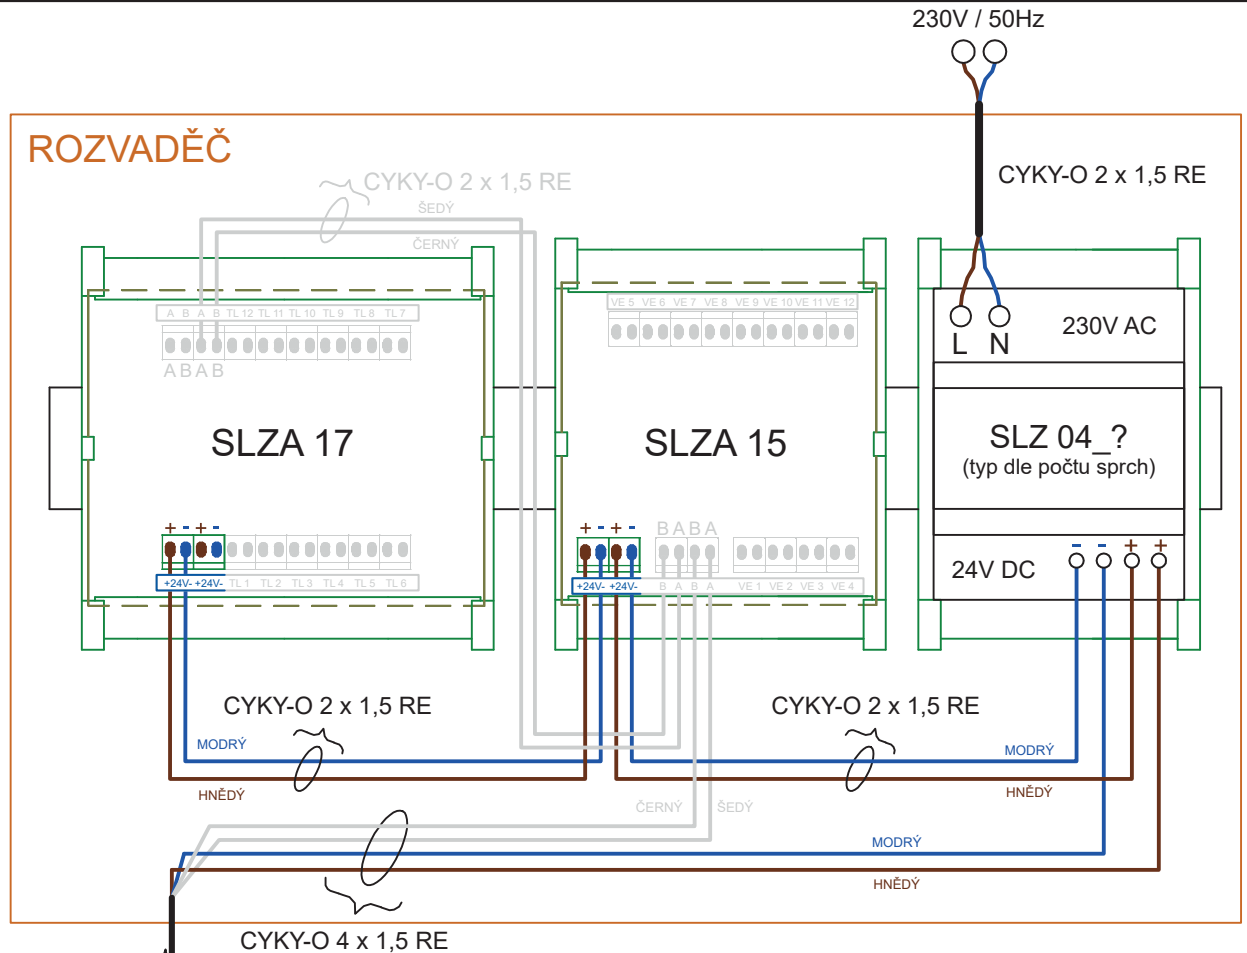 230V / 50Hz
ROZVADĚČ
CYKY-O 2 x 1,5 RE
CYKY-O 2 x 1,5 RE
ŠEDÝ
ČERNÝ
A B A B TL 12 TL 11 TL 10 TL 9 TL 8 TL 7
A B A B
VE 5 VE 6 VE 7 VE 8 VE 9 VE 10 VE 11 VE 12
L N
230V AC
SLZA 17
SLZA 15
SLZ 04_?
(typ dle počtu sprch)
+ - + -
+24V- +24V- TL 1 TL 2 TL 3 TL 4 TL 5 TL 6
+ - + -
B A B A
+24V- +24V- B A B A VE 1 VE 2 VE 3 VE 4
- - + +
24V DC
CYKY-O 2 x 1,5 RE
CYKY-O 2 x 1,5 RE
MODRÝ
MODRÝ
HNĚDÝ
HNĚDÝ
ČERNÝ
ŠEDÝ
MODRÝ
HNĚDÝ
CYKY-O 4 x 1,5 RE